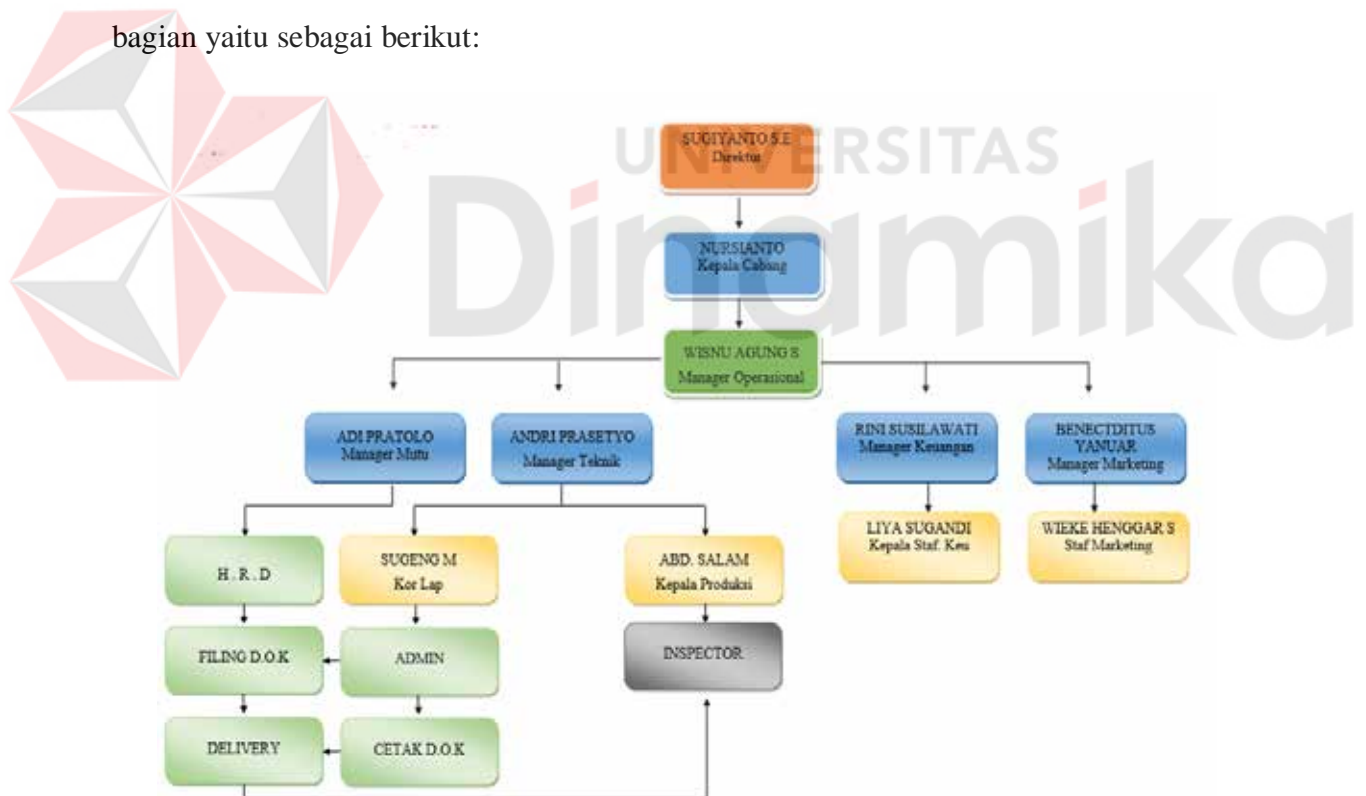 bagian yaitu sebagai berikut:
UNIVERSITAS
Dinamika
SUGIYANTO S.E
Direktur
NURSIANTO
Kepala Cabang
WISNU AGUNG S
Manager Operasional
ADI PRATOLO
Manager Mutu
ANDRI PRASETYO
Manager Teknik
RINI SUSILAWATI
Manager Keuangan
BENECTDITUS
YANUAR
Manager Marketing
H . R . D
SUGENG M
Kor Lap
ABD. SALAM
Kepala Produksi
LIYA SUGANDI
Kepala Staf. Keu
WIEKE HENGGAR S
Staf Marketing
FILING D.O.K
ADMIN
INSPECTOR
DELIVERY
CETAK D.O.K